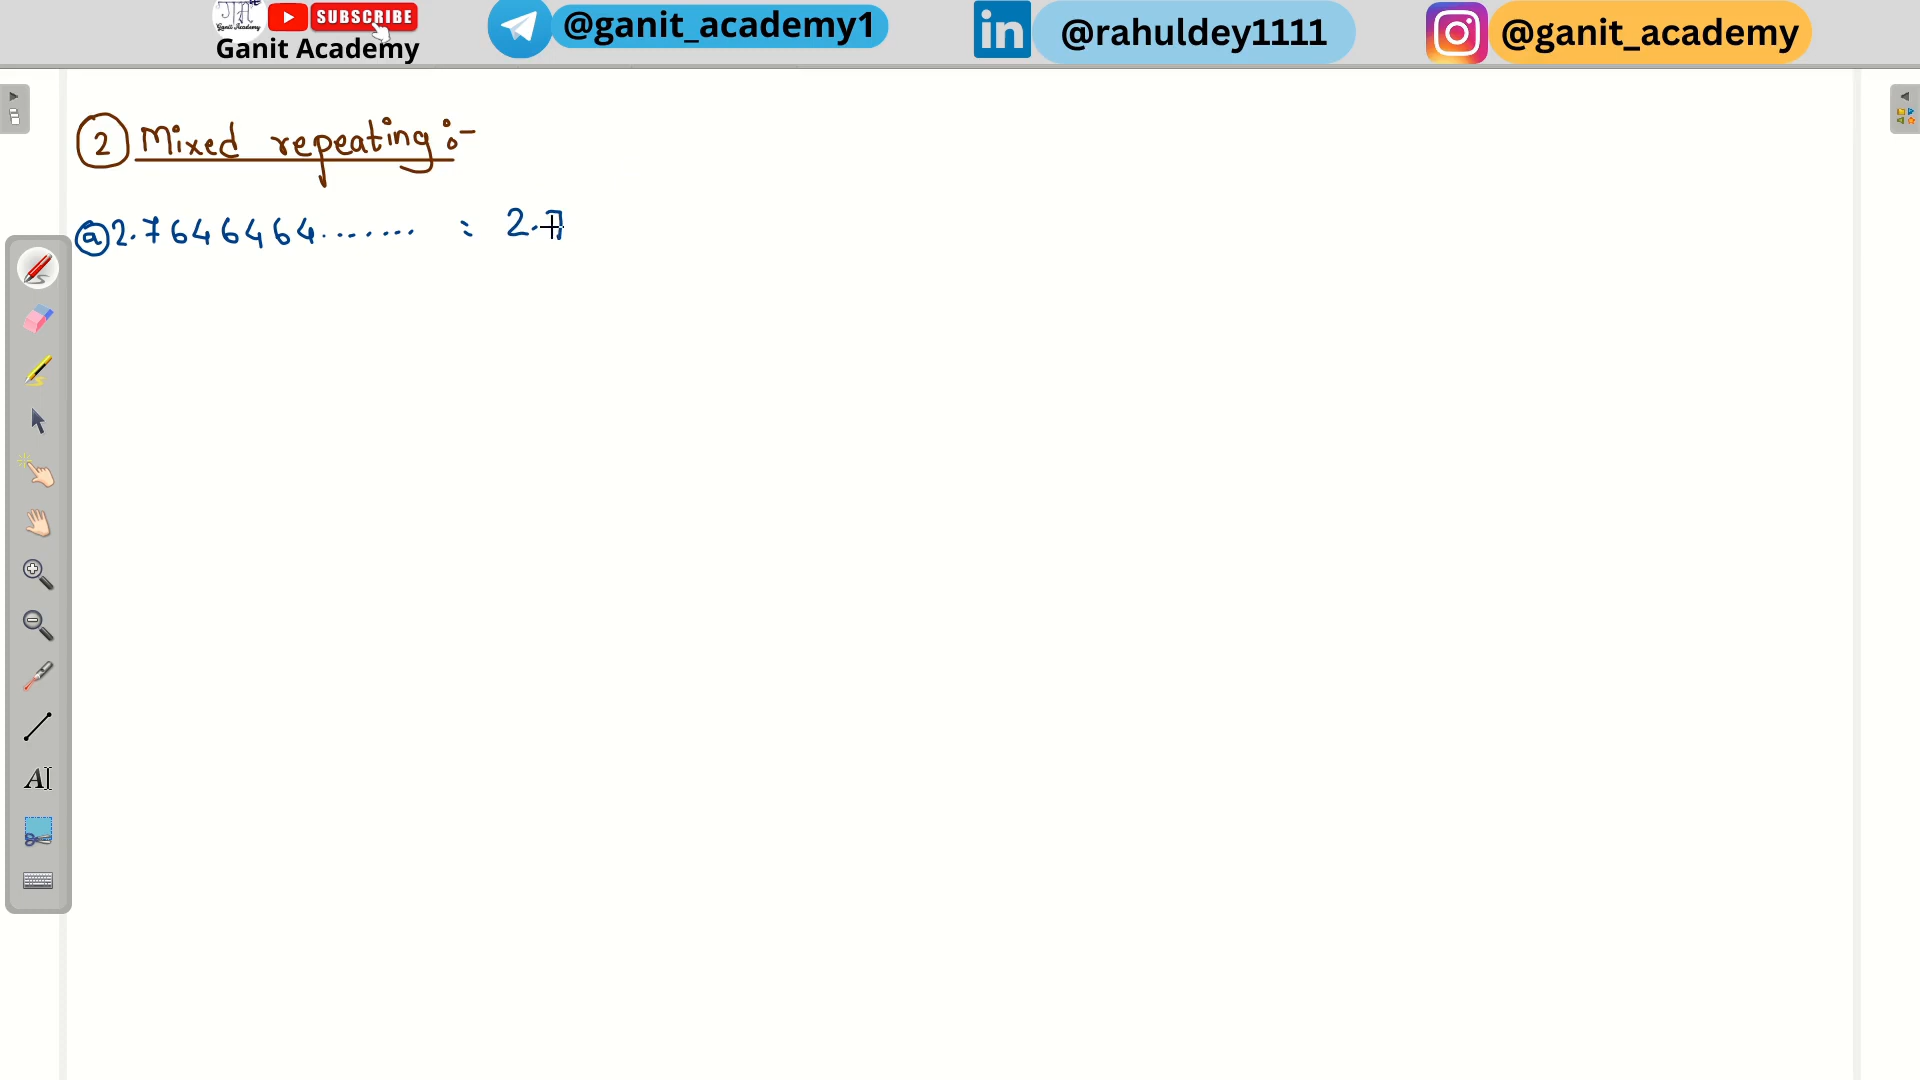 SUBSCRIBE
Ganit Academy
@ganit_academy1
@rahuldey1111
@ganit_academy
2 Mixed repeating :-
a 2.7646464........ = 2.7